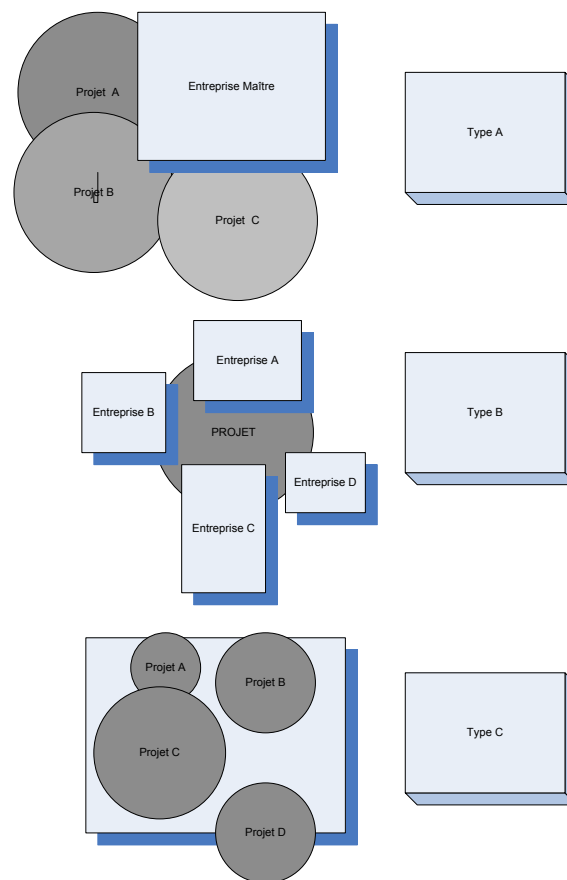 Projet A
Entreprise Maître
Type A
Projet B
Projet C
Entreprise A
Entreprise B
PROJET
Type B
Entreprise D
Entreprise C
Projet A
Projet B
Projet C
Type C
Projet D